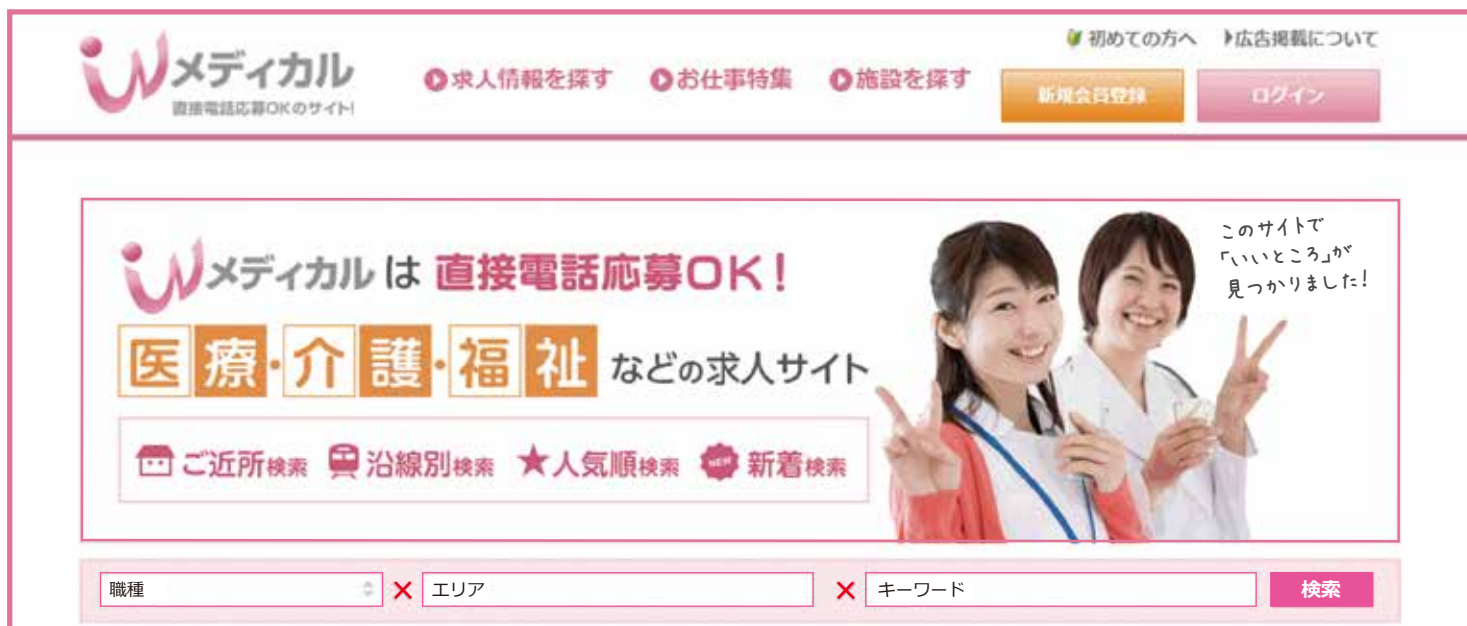 初めての方へ 広告掲載について
Wメディカル
直接電話応募OKのサイト!
求人情報を探す お仕事特集 施設を探す
新規会員登録 ログイン
Wメディカルは 直接電話応募OK!
医療・介護・福祉 などの求人サイト
ご近所検索 沿線別検索 人気順検索 NEW 新着検索
このサイトで
「いいところ」が
見つかりました!
職種 × エリア × キーワード 検索